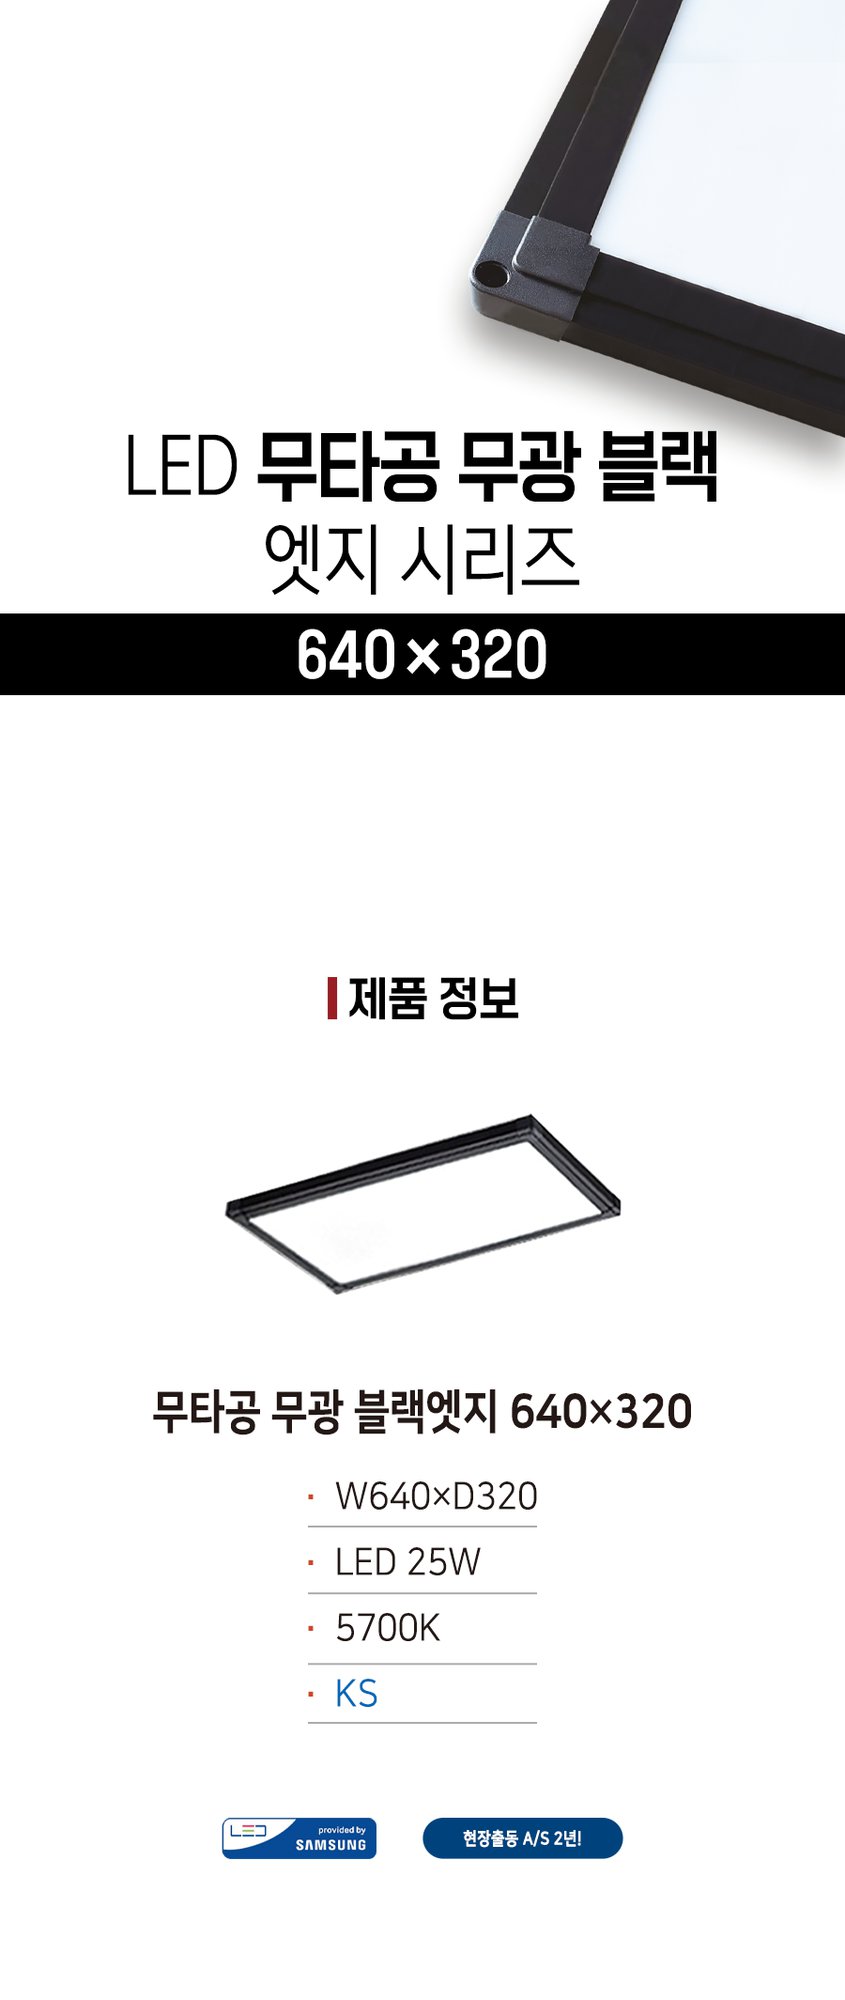 LED 무타공 무광 블랙
엣지 시리즈
640×320
제품 정보
무타공 무광 블랙엣지 640×320
· W640×D320
· LED 25W
· 5700K
· KS
LED provided by
SAMSUNG
현장출동 A/S 2년!